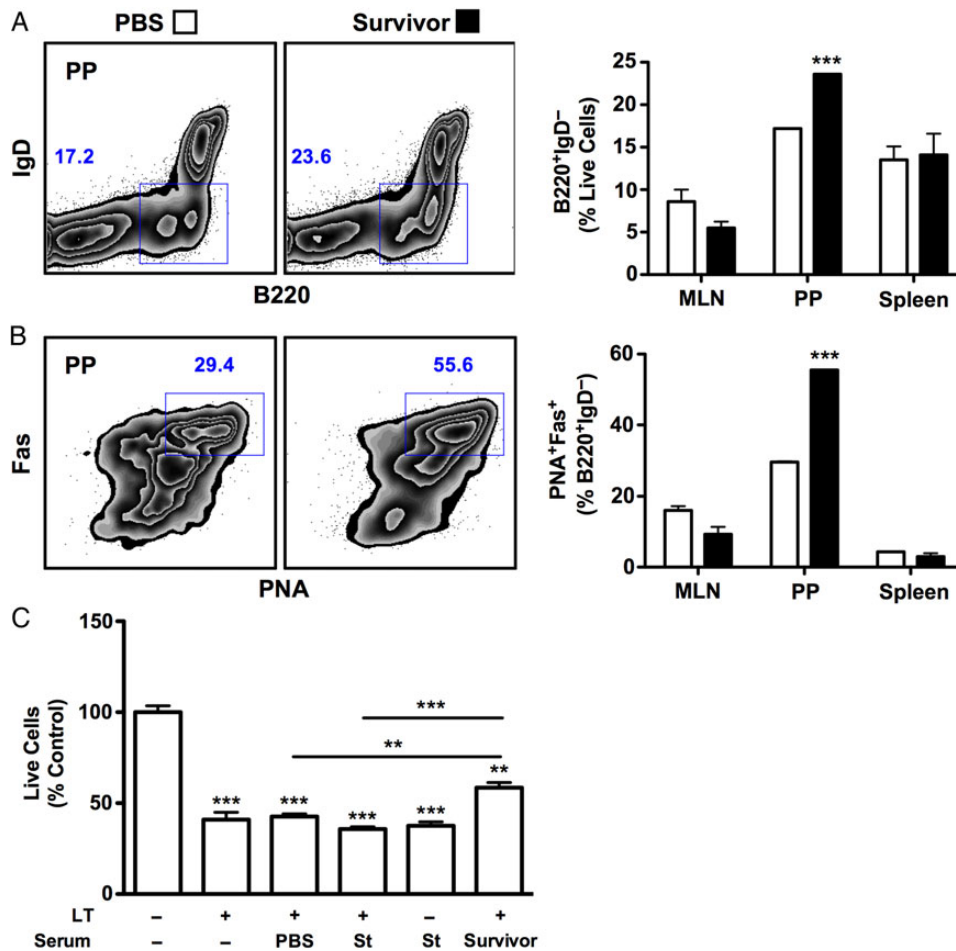 A
PBS
Survivor
PP
17.2
23.6
IgD
B220
B220+IgD−
(% Live Cells)
25
20
15
10
5
0
***
MLN PP Spleen
B
PP
29.4
55.6
Fas
PNA
PNA+Fas+
(% B220+IgD−)
60
40
20
0
***
MLN PP Spleen
C
Live Cells
(% Control)
150
100
50
0
***
**
*** *** *** *** **
LT − + + + − +
Serum − − PBS St St Survivor